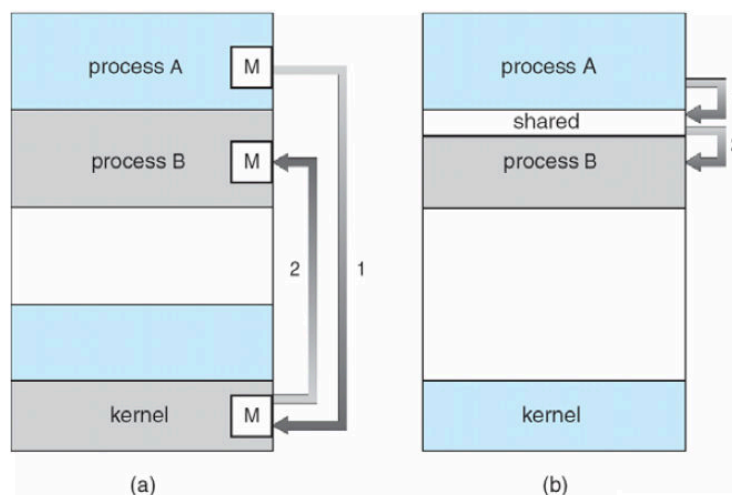 process A M
process B M
2 1
kernel M
(a)
process A
shared
process B
kernel
(b)